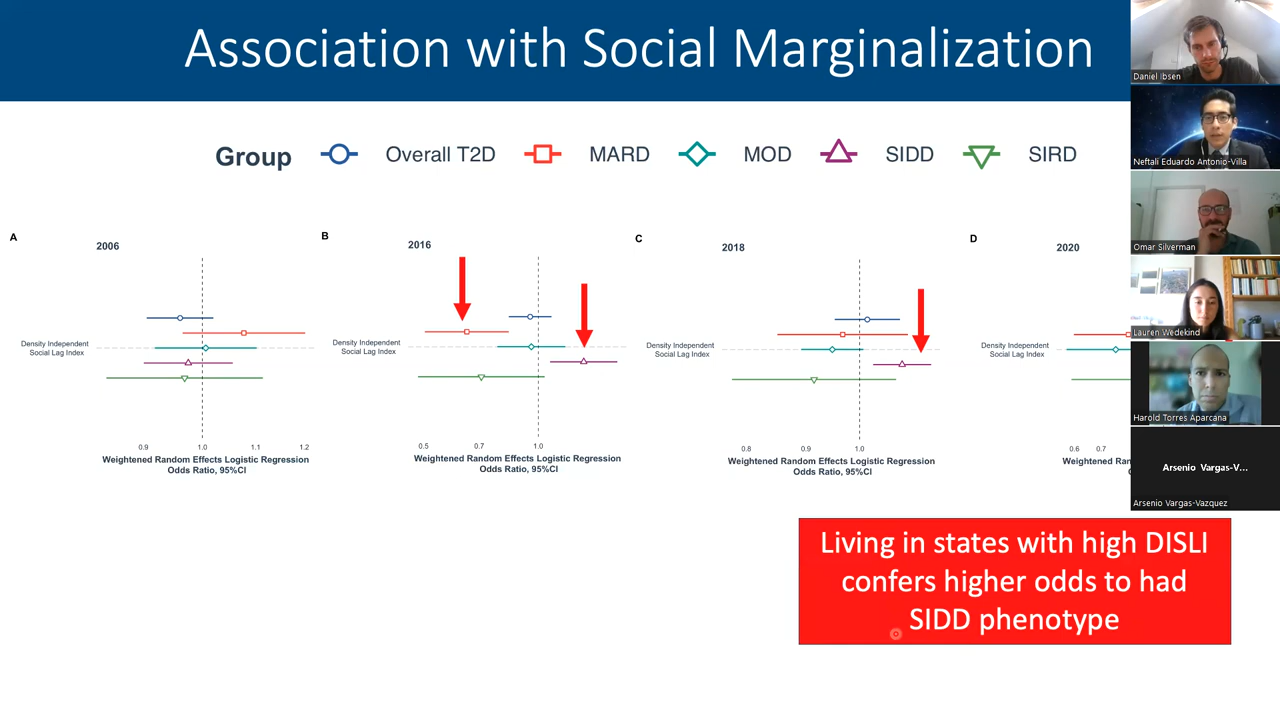 Association with Social Marginalization
Group Overall T2D MARD MOD SIDD SIRD
A
2006
Density Independent
Social Lag Index
0.9 1.0 1.1 1.2
Weighted Random Effects Logistic Regression
Odds Ratio, 95%CI
B
2016
Density Independent
Social Lag Index
0.5 0.7 1.0
Weighted Random Effects Logistic Regression
Odds Ratio, 95%CI
C
2018
Density Independent
Social Lag Index
0.8 0.9 1.0
Weighted Random Effects Logistic Regression
Odds Ratio, 95%CI
D
2020
Density Independent
Social Lag Index
0.6 0.7
Weighted Ran
Living in states with high DISLI
confers higher odds to had
SIDD phenotype
Daniel Ibsen
Neftali Eduardo Antonio-Villa
Omar Silverman
Lauren Wedekind
Harold Torres Aparcana
Arsenio Vargas-V...
Arsenio Vargas-Vazquez